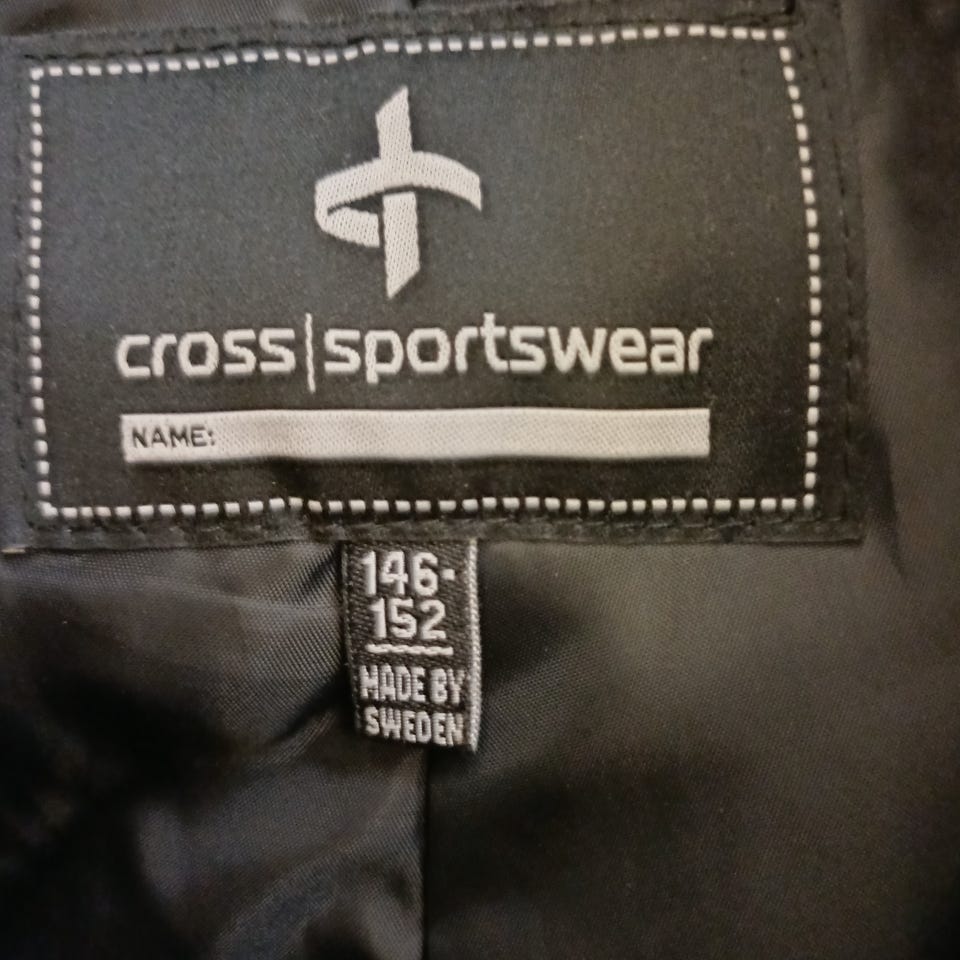 cross|sportswear
NAME:
146-
152
MADE BY
SWEDEN